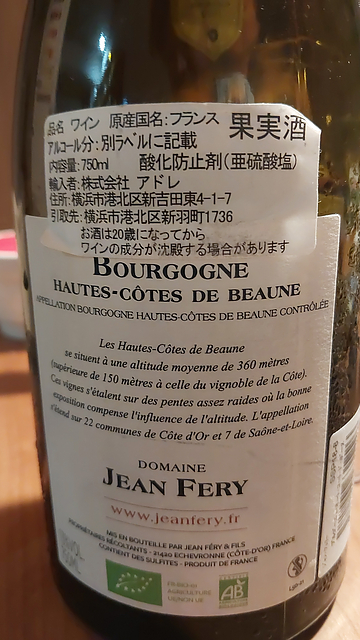 品名 ワイン 原産国名:フランス 果実酒
アルコール分:別ラベルに記載
内容量:750ml 酸化防止剤(亜硫酸塩)
輸入者:株式会社 アドレ
住所:横浜市港北区新吉田東4-1-7
引取先:横浜市港北区新羽町1736
お酒は20歳になってから
ワインの成分が沈殿する場合があります
BOURGOGNE
HAUTES-CÔTES DE BEAUNE
APPELLATION BOURGOGNE HAUTES-CÔTES DE BEAUNE CONTRÔLÉE
Les Hautes-Côtes de Beaune
se situent à une altitude moyenne de 360 mètres
(supérieure de 150 mètres à celle du vignoble de la Côte).
Ces vignes s'étalent sur des pentes assez raides où la bonne
exposition compense l'influence de l'altitude. L'appellation
s'étend sur 22 communes de Côte d'Or et 7 de Saône-et-Loire.
DOMAINE
JEAN FERY
www.jeanfery.fr
MIS EN BOUTEILLE PAR JEAN FÉRY & FILS
PROPRIÉTAIRES RÉCOLTANTS - 21420 ECHEVRONNE (CÔTE-D'OR) FRANCE
CONTIENT DES SULFITES - PRODUIT DE FRANCE
FR-BIO-01
AGRICULTURE
UE/NON UE
AB